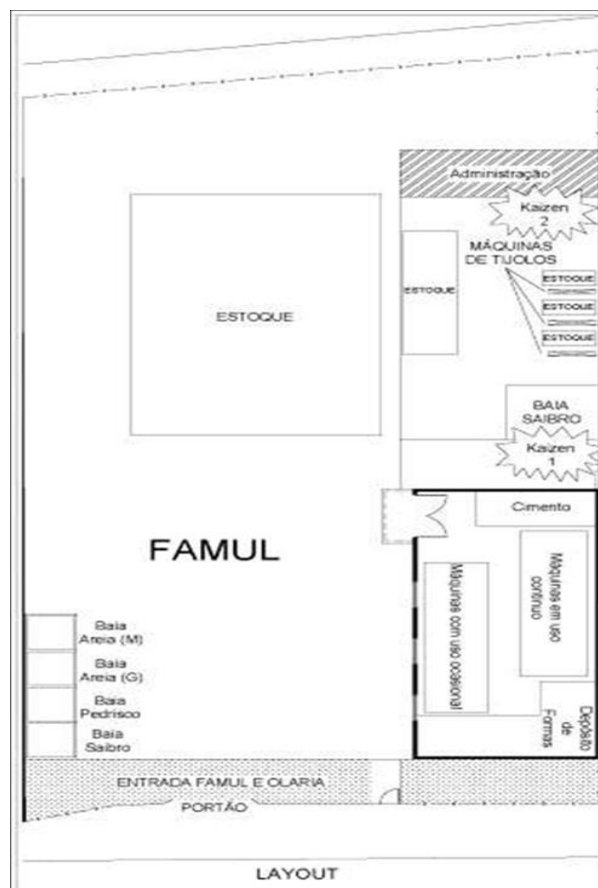 Administração
Kaizen
2
MÁQUINAS
DE TIJOLOS
ESTOQUE
ESTOQUE
ESTOQUE
ESTOQUE
ESTOQUE
BAIA
SAIBRO
Kaizen
1
Cimento
FAMUL
Máquinas em uso
contínuo
Máquinas com uso ocasional
Depósito
de
Formas
Baia
Areia (M)
Baia
Areia (G)
Baia
Pedrisco
Baia
Saibro
ENTRADA FAMUL E OLARIA
PORTÃO
LAYOUT